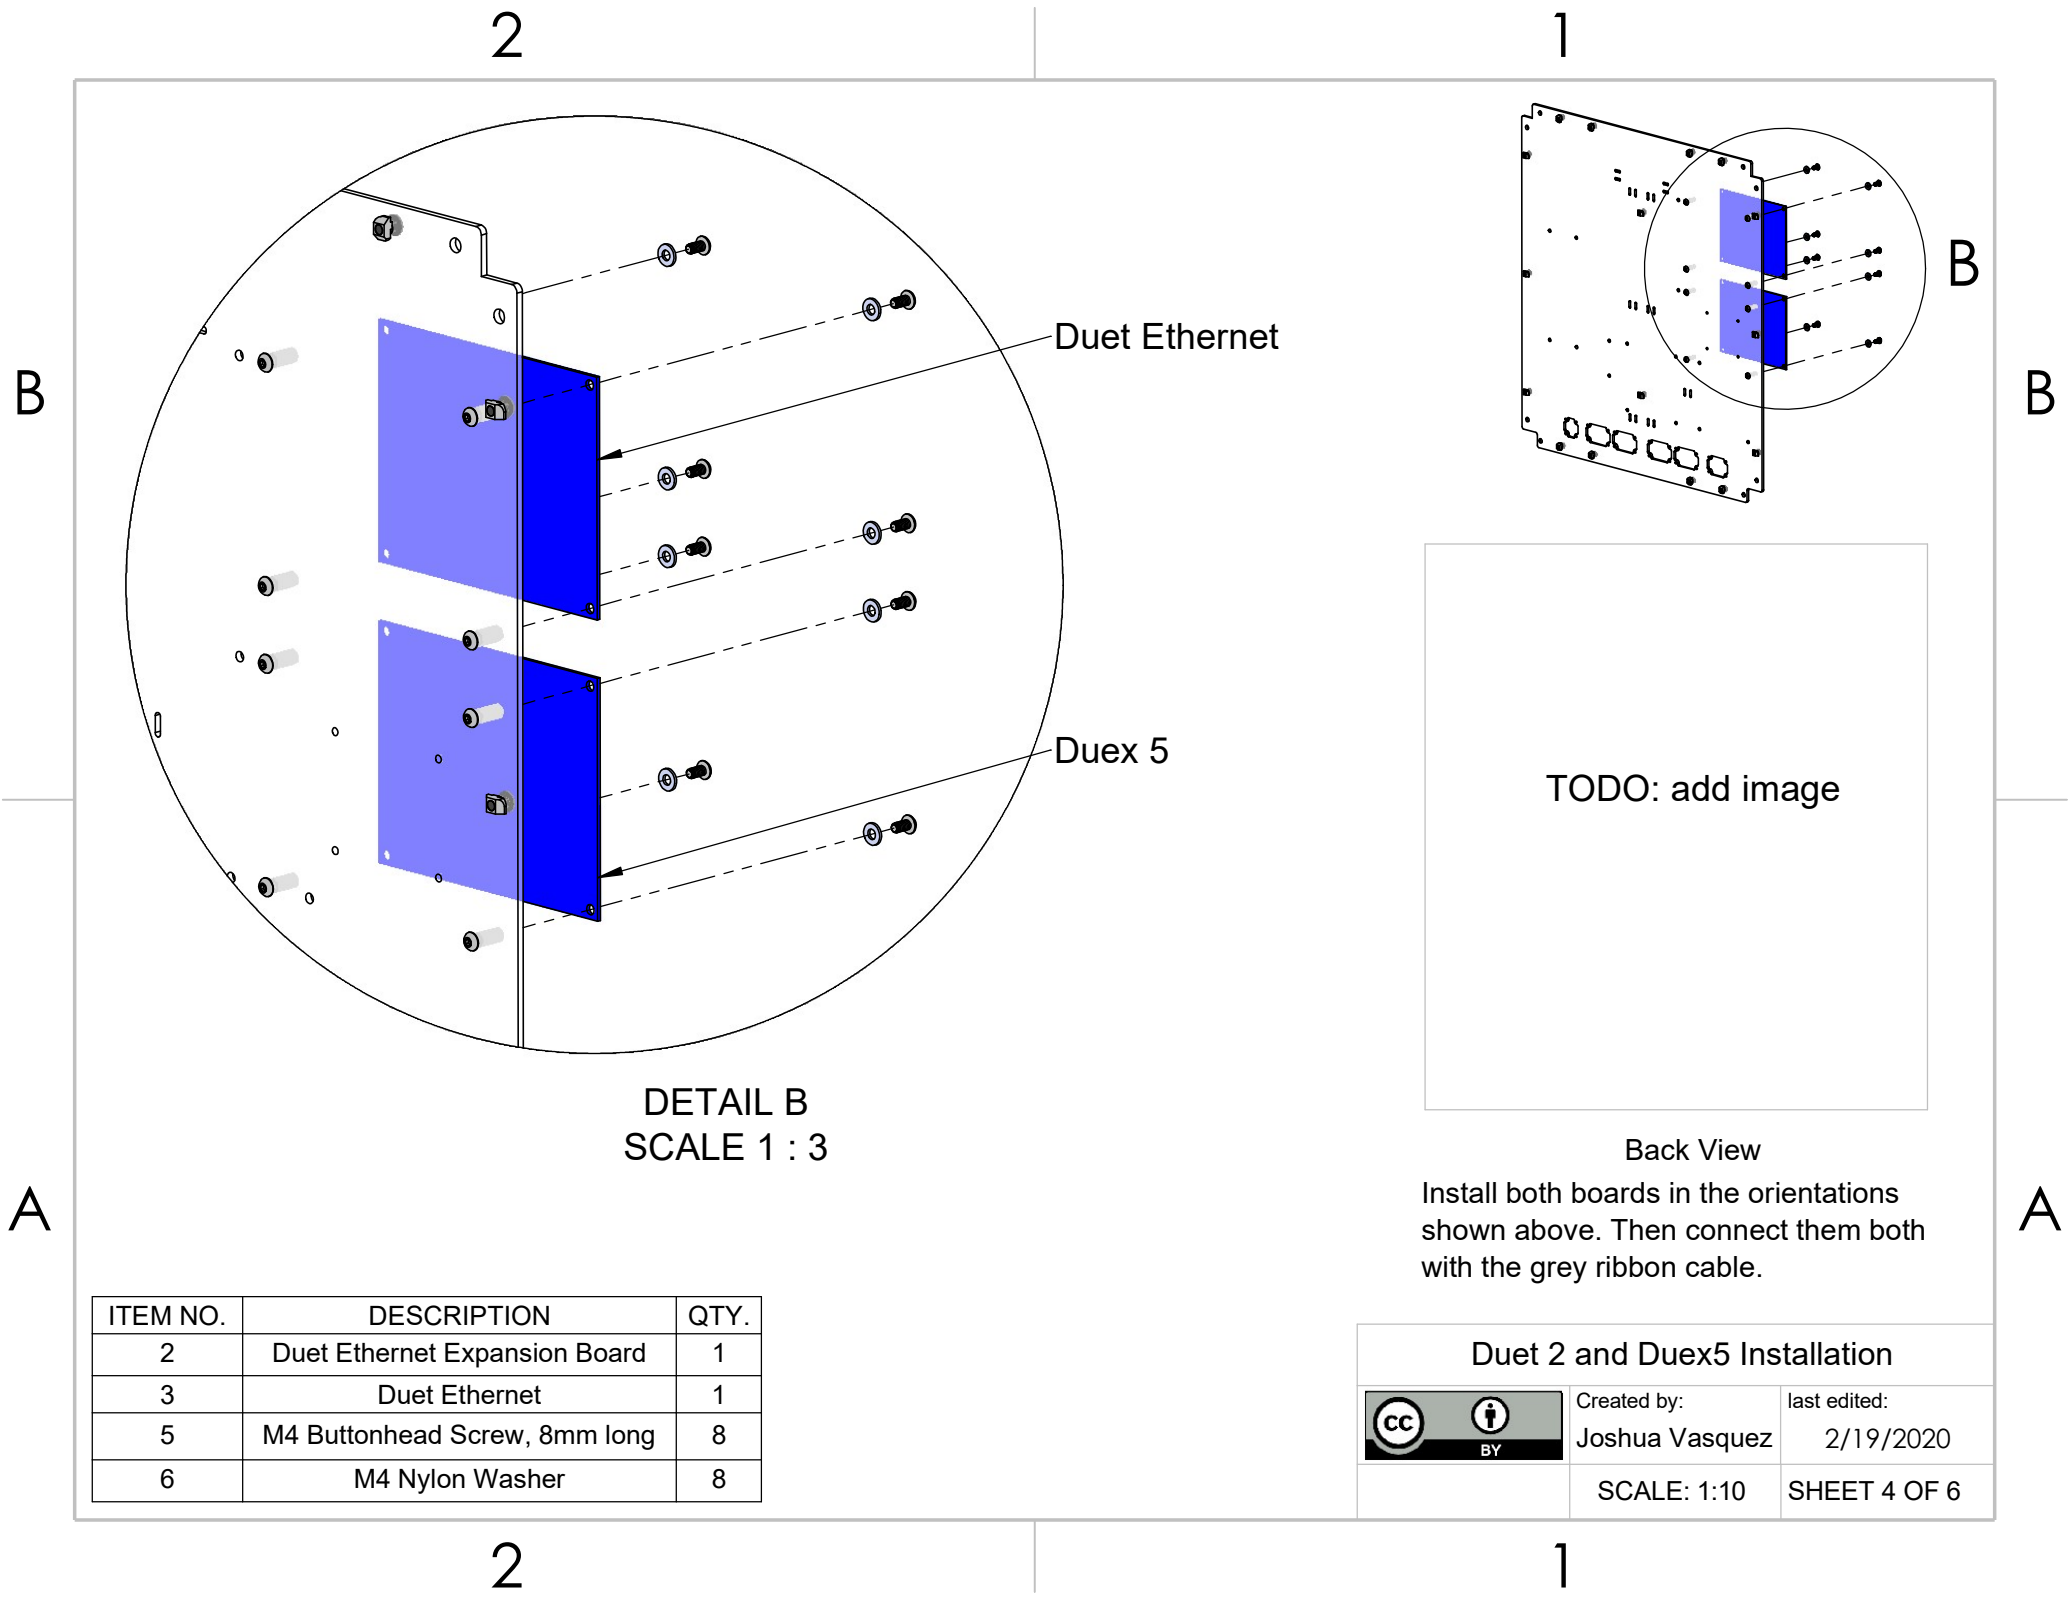 2
1
B
B
B
Duet Ethernet
Duex 5
TODO: add image
DETAIL B
SCALE 1 : 3
Back View
Install both boards in the orientations
shown above. Then connect them both
with the grey ribbon cable.
A
A
ITEM NO. DESCRIPTION QTY.
2 Duet Ethernet Expansion Board 1
3 Duet Ethernet 1
5 M4 Buttonhead Screw, 8mm long 8
6 M4 Nylon Washer 8
Duet 2 and Duex5 Installation
cc
BY
Created by:
Joshua Vasquez
last edited:
2/19/2020
SCALE: 1:10
SHEET 4 OF 6
2
1